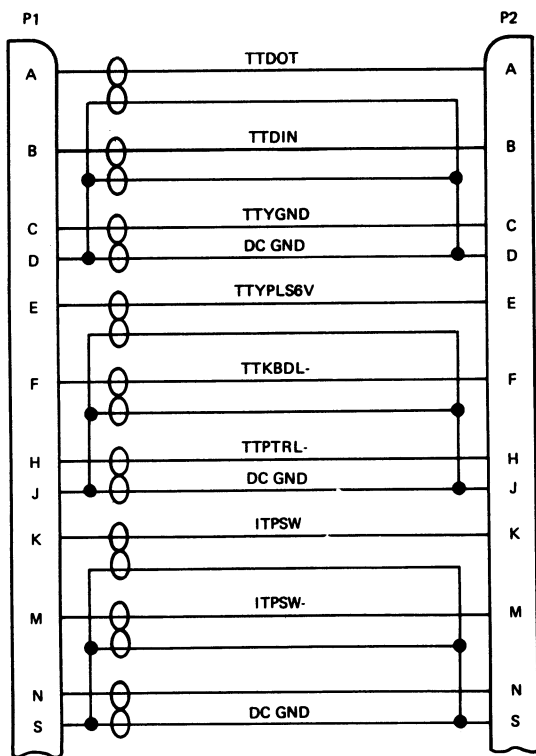 P1 P2
A TTDOT A
B TTDIN B
C TTYGND C
D DC GND D
E TTYPLS6V E
F TTKBDL- F
H TTPTRL- H
J DC GND J
K ITPSW K
M ITPSW- M
N N
S DC GND S